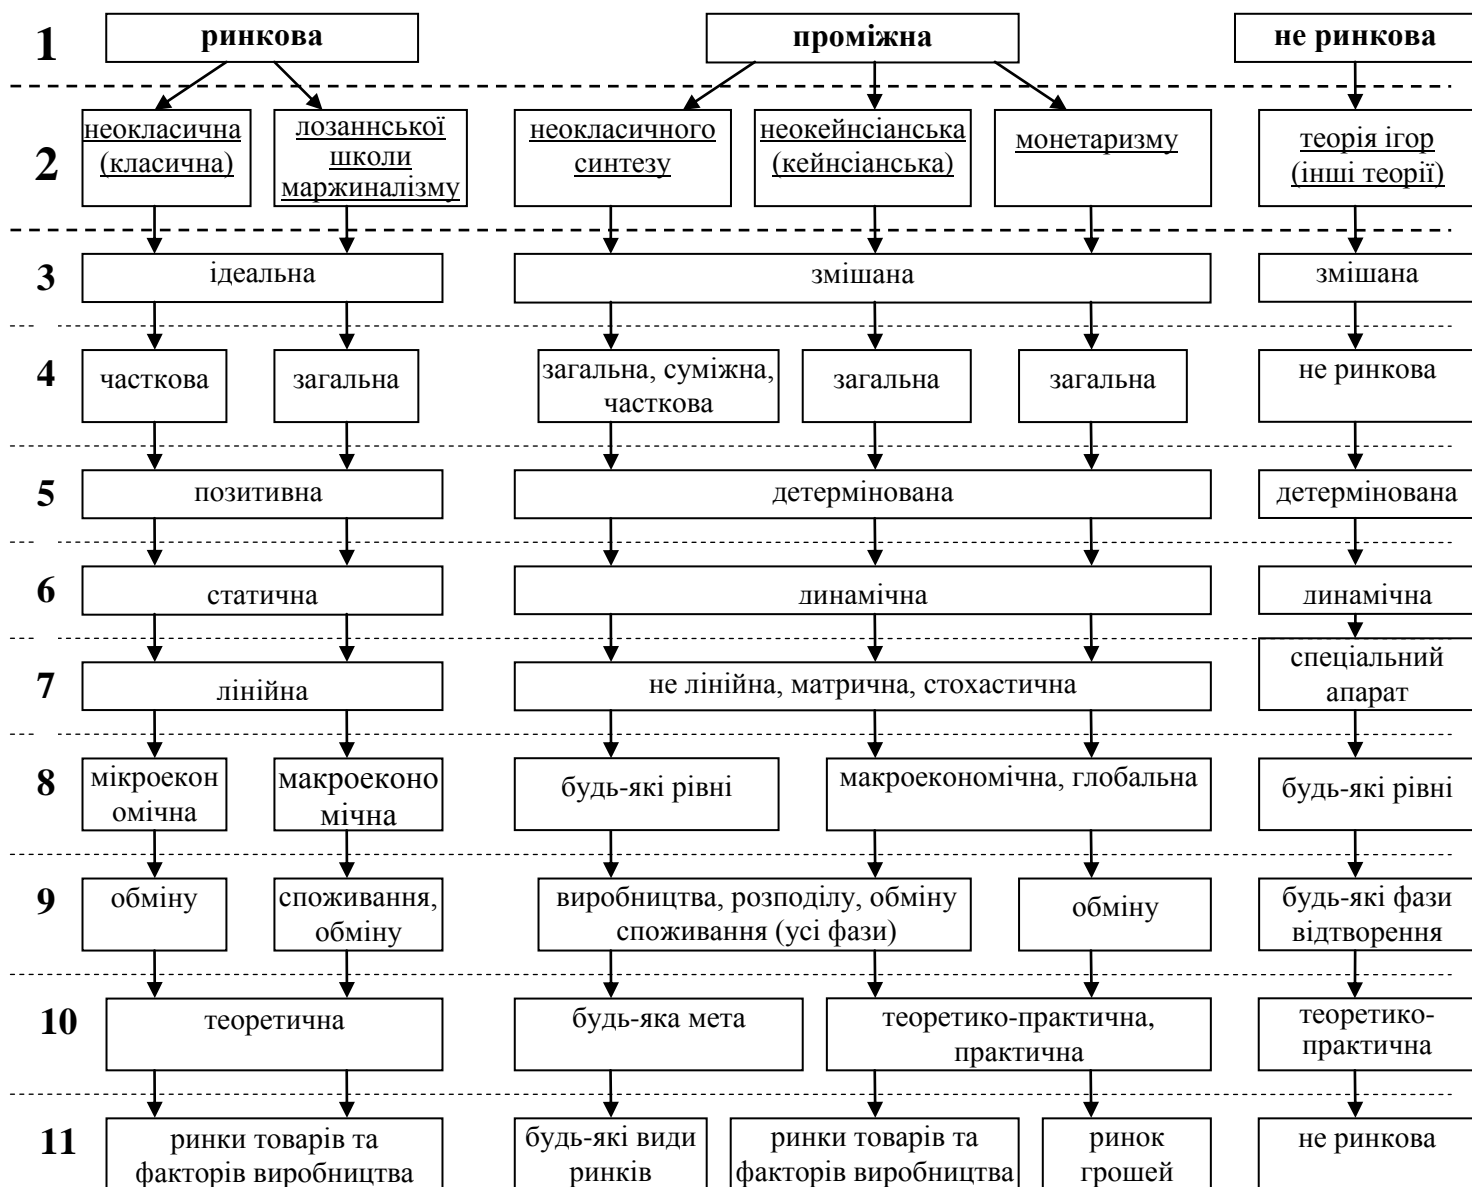 1
ринкова
проміжна
не ринкова
2
неокласична
(класична)
лозаннської
школи
маржиналізму
неокласичного
синтезу
неокейнсіанська
(кейнсіанська)
монетаризму
теорія ігор
(інші теорії)
3
ідеальна
змішана
змішана
4
часткова
загальна
загальна, суміжна,
часткова
загальна
загальна
не ринкова
5
позитивна
детермінована
детермінована
6
статична
динамічна
динамічна
7
лінійна
не лінійна, матрична, стохастична
спеціальний
апарат
8
мікроекон
омічна
макроеконо
мічна
будь-які рівні
макроекономічна, глобальна
будь-які рівні
9
обміну
споживання,
обміну
виробництва, розподілу, обміну
споживання (усі фази)
обміну
будь-які фази
відтворення
10
теоретична
будь-яка мета
теоретико-практична,
практична
теоретико-
практична
11
ринки товарів та
факторів виробництва
будь-які види
ринків
ринки товарів та
факторів виробництва
ринок
грошей
не ринкова